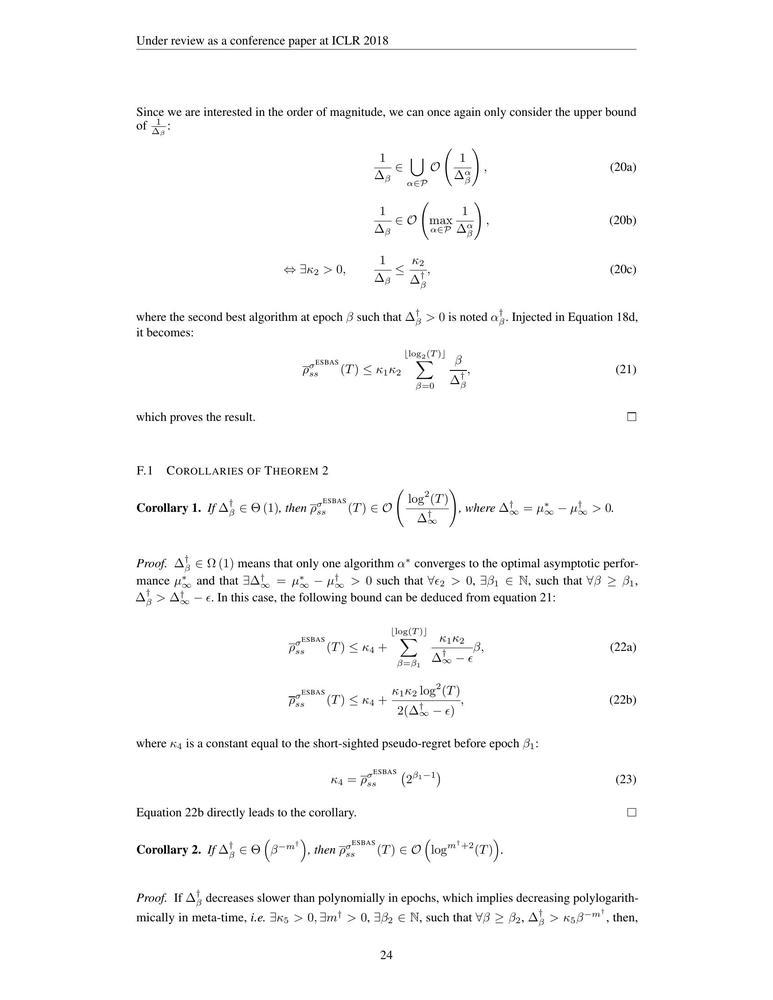 Under review as a conference paper at ICLR 2018
Since we are interested in the order of magnitude, we can once again only consider the upper bound
of $\frac{1}{\Delta_\beta}$:
$\frac{1}{\Delta_\beta} \in \bigcup_{\alpha \in \mathcal{P}} \mathcal{O}\left(\frac{1}{\Delta_\beta^\alpha}\right),$ (20a)
$\frac{1}{\Delta_\beta} \in \mathcal{O}\left(\max_{\alpha \in \mathcal{P}} \frac{1}{\Delta_\beta^\alpha}\right),$ (20b)
$\Leftrightarrow \exists \kappa_2 > 0, \quad \frac{1}{\Delta_\beta} \leq \frac{\kappa_2}{\Delta_\beta^\dagger},$ (20c)
where the second best algorithm at epoch $\beta$ such that $\Delta_\beta^\dagger > 0$ is noted $\alpha_\beta^\dagger$. Injected in Equation 18d,
it becomes:
$\overline{\rho}_{ss}^{\sigma^{\text{ESBAS}}}(T) \leq \kappa_1 \kappa_2 \sum_{\beta=0}^{\lfloor \log_2(T) \rfloor} \frac{\beta}{\Delta_\beta^\dagger},$ (21)
which proves the result. □
F.1 COROLLARIES OF THEOREM 2
Corollary 1. If $\Delta_\beta^\dagger \in \Theta(1)$, then $\overline{\rho}_{ss}^{\sigma^{\text{ESBAS}}}(T) \in \mathcal{O}\left(\frac{\log^2(T)}{\Delta_\infty^\dagger}\right)$, where $\Delta_\infty^\dagger = \mu_\infty^* - \mu_\infty^\dagger > 0$.
Proof. $\Delta_\beta^\dagger \in \Omega(1)$ means that only one algorithm $\alpha^*$ converges to the optimal asymptotic perfor-
mance $\mu_\infty^*$ and that $\exists \Delta_\infty^\dagger = \mu_\infty^* - \mu_\infty^\dagger > 0$ such that $\forall \epsilon_2 > 0$, $\exists \beta_1 \in \mathbb{N}$, such that $\forall \beta \geq \beta_1$,
$\Delta_\beta^\dagger > \Delta_\infty^\dagger - \epsilon$. In this case, the following bound can be deduced from equation 21:
$\overline{\rho}_{ss}^{\sigma^{\text{ESBAS}}}(T) \leq \kappa_4 + \sum_{\beta=\beta_1}^{\lfloor \log(T) \rfloor} \frac{\kappa_1 \kappa_2}{\Delta_\infty^\dagger - \epsilon} \beta,$ (22a)
$\overline{\rho}_{ss}^{\sigma^{\text{ESBAS}}}(T) \leq \kappa_4 + \frac{\kappa_1 \kappa_2 \log^2(T)}{2(\Delta_\infty^\dagger - \epsilon)},$ (22b)
where $\kappa_4$ is a constant equal to the short-sighted pseudo-regret before epoch $\beta_1$:
$\kappa_4 = \overline{\rho}_{ss}^{\sigma^{\text{ESBAS}}}\left(2^{\beta_1 - 1}\right)$ (23)
Equation 22b directly leads to the corollary. □
Corollary 2. If $\Delta_\beta^\dagger \in \Theta\left(\beta^{-m^\dagger}\right)$, then $\overline{\rho}_{ss}^{\sigma^{\text{ESBAS}}}(T) \in \mathcal{O}\left(\log^{m^\dagger + 2}(T)\right)$.
Proof. If $\Delta_\beta^\dagger$ decreases slower than polynomially in epochs, which implies decreasing polylogarith-
mically in meta-time, i.e. $\exists \kappa_5 > 0, \exists m^\dagger > 0, \exists \beta_2 \in \mathbb{N}$, such that $\forall \beta \geq \beta_2$, $\Delta_\beta^\dagger > \kappa_5 \beta^{-m^\dagger}$, then,
24